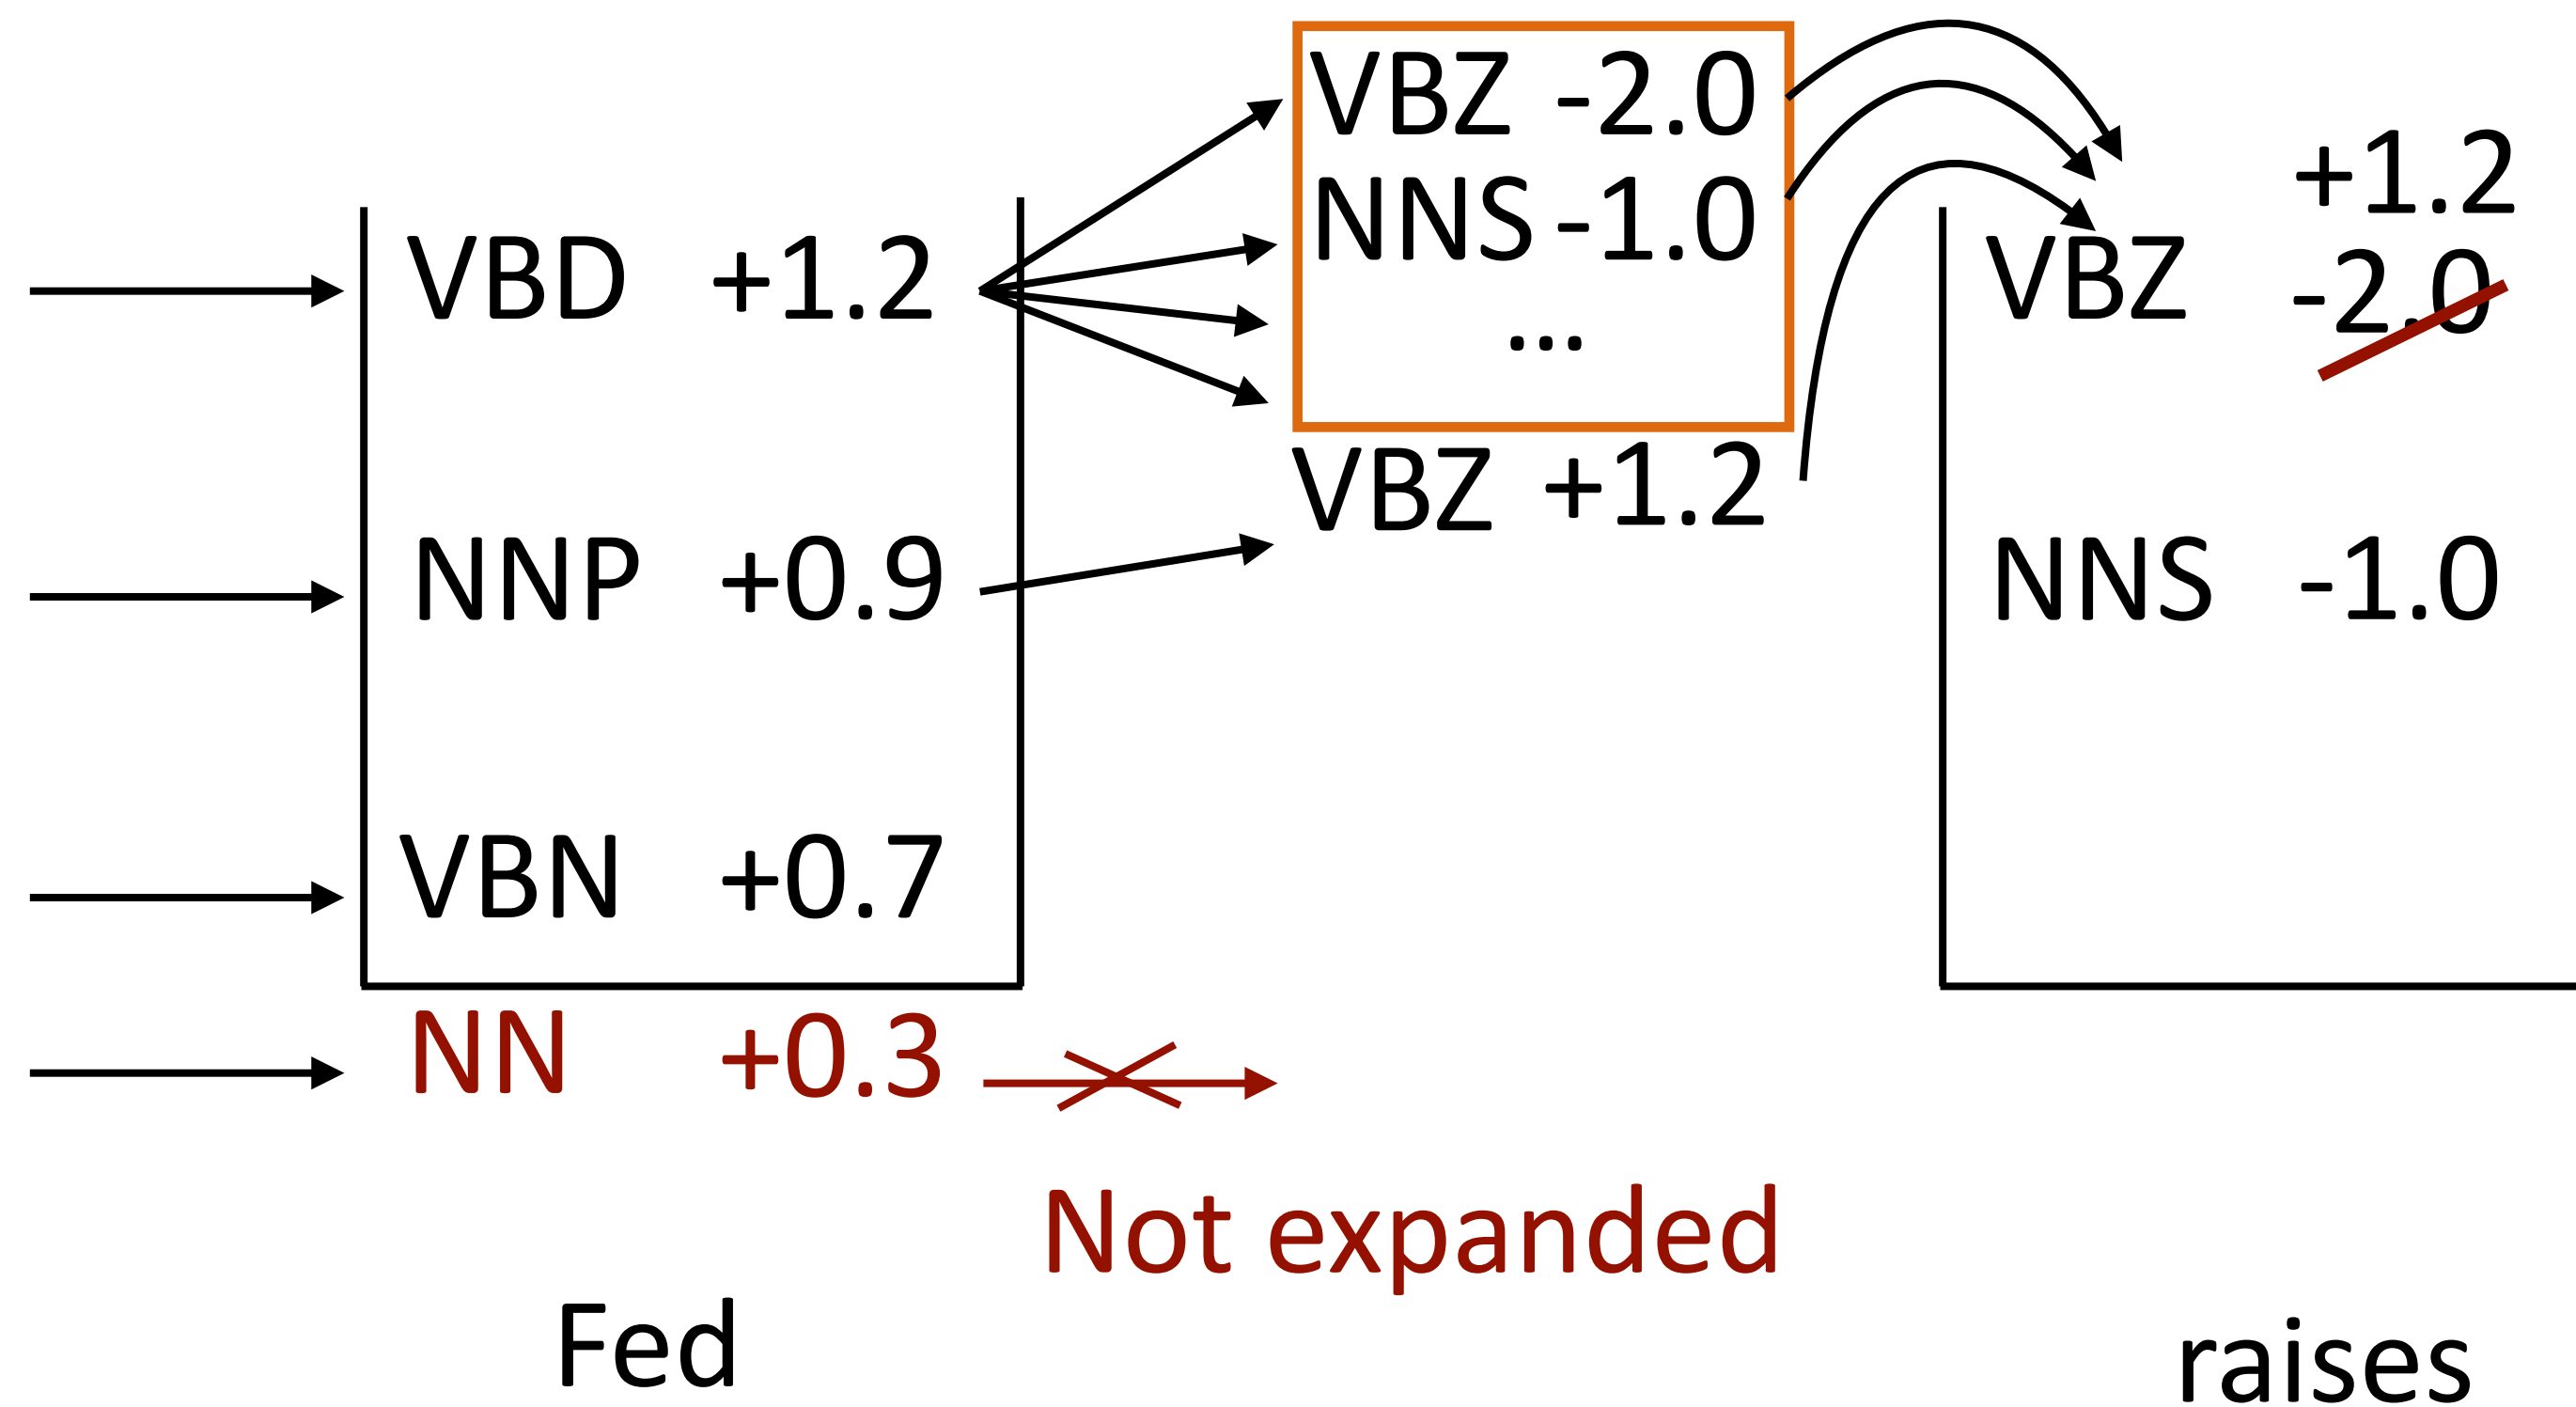 VBZ -2.0
NNS -1.0
...
VBZ +1.2
VBD +1.2
NNP +0.9
VBN +0.7
NN +0.3
Not expanded
Fed
+1.2
VBZ -2.0
NNS -1.0
raises